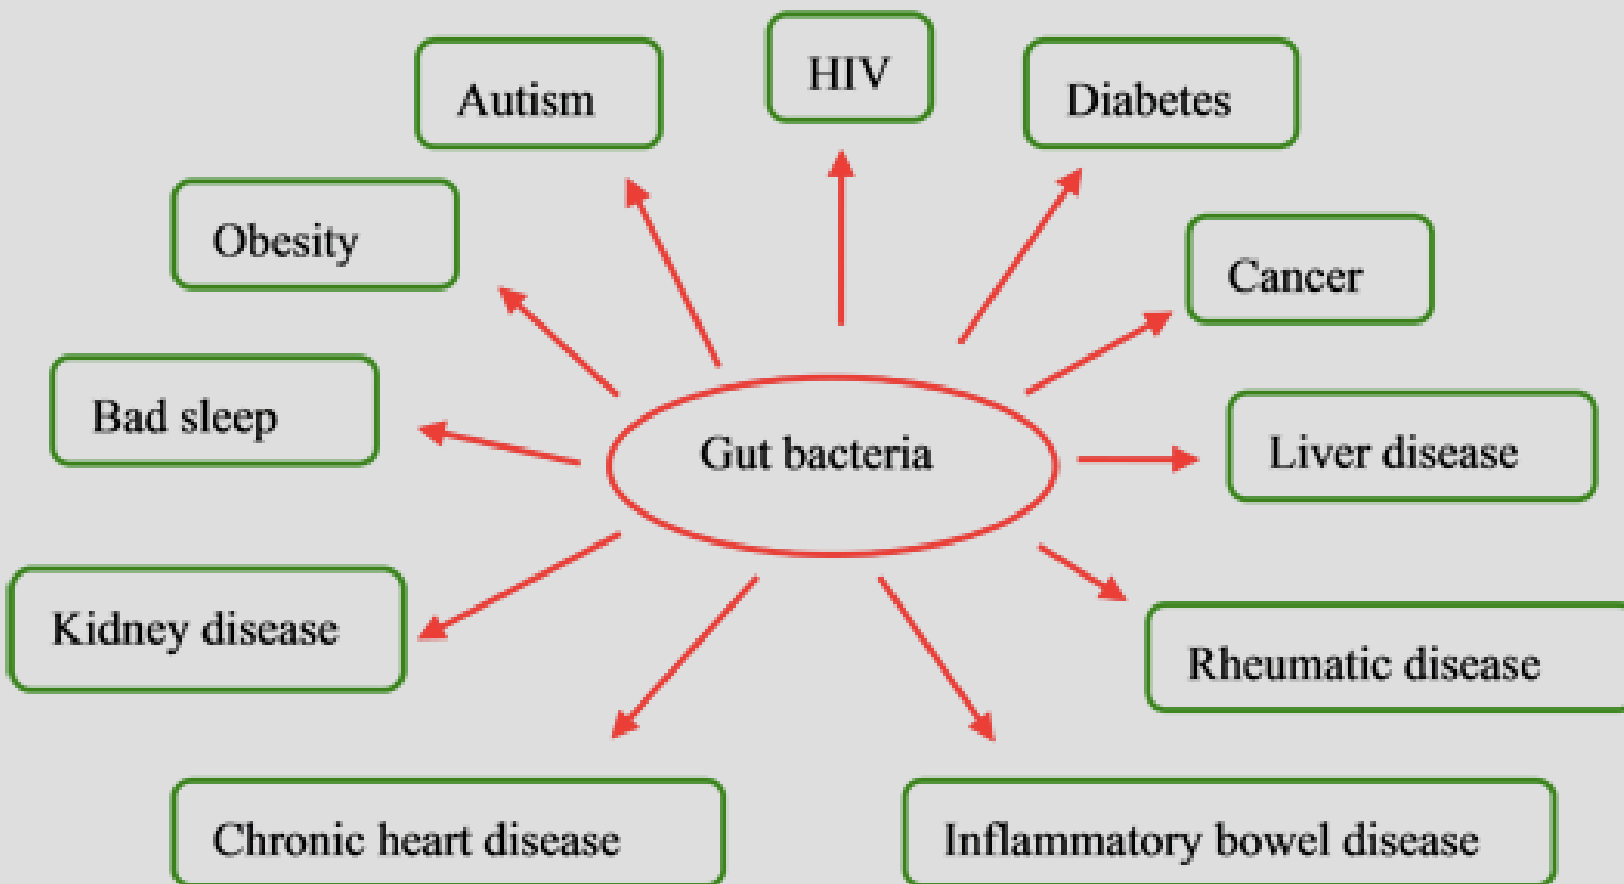 HIV
Autism
Diabetes
Obesity
Cancer
Bad sleep
Gut bacteria
Liver disease
Kidney disease
Rheumatic disease
Chronic heart disease
Inflammatory bowel disease